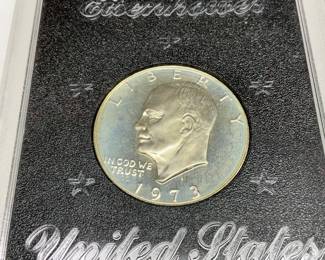 Eisenhower
LIBERTY
IN GOD WE
TRUST
1973
United States